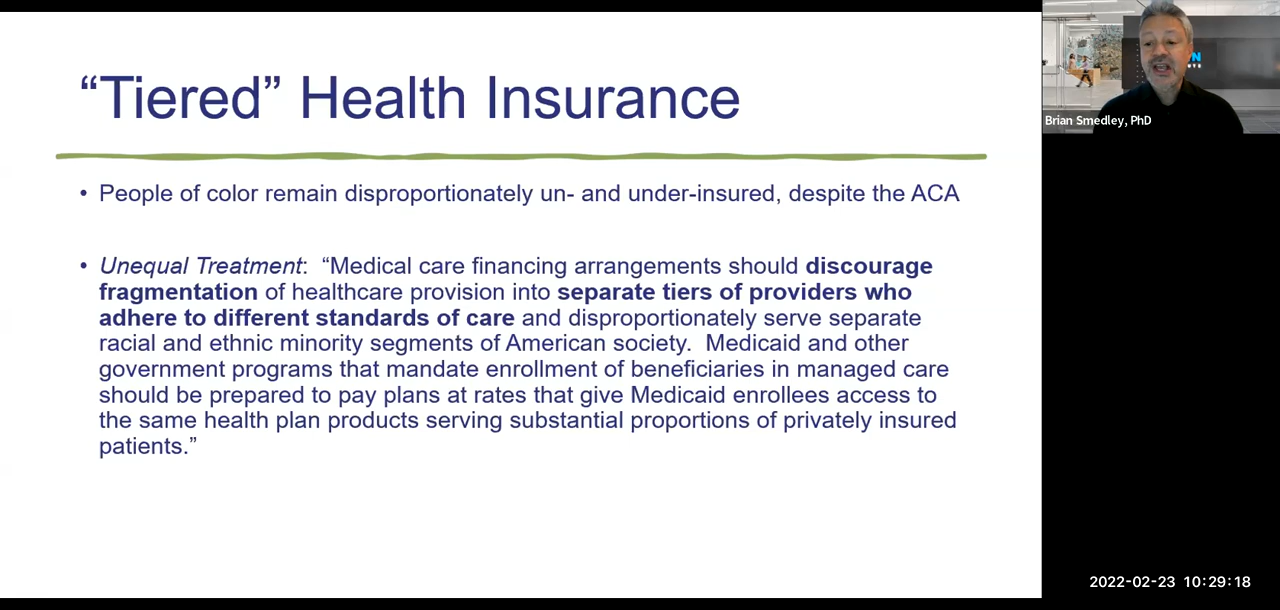 “Tiered” Health Insurance
• People of color remain disproportionately un- and under-insured, despite the ACA
• Unequal Treatment:  “Medical care financing arrangements should discourage
fragmentation of healthcare provision into separate tiers of providers who
adhere to different standards of care and disproportionately serve separate
racial and ethnic minority segments of American society.  Medicaid and other
government programs that mandate enrollment of beneficiaries in managed care
should be prepared to pay plans at rates that give Medicaid enrollees access to
the same health plan products serving substantial proportions of privately insured
patients.”
Brian Smedley, PhD
2022-02-23 10:29:18